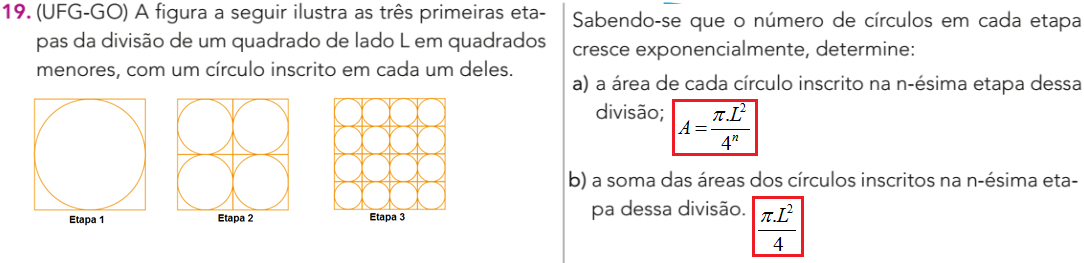 19. (UFG-GO) A figura a seguir ilustra as três primeiras eta-
pas da divisão de um quadrado de lado L em quadrados
menores, com um círculo inscrito em cada um deles.
Etapa 1
Etapa 2
Etapa 3
Sabendo-se que o número de círculos em cada etapa
cresce exponencialmente, determine:
a) a área de cada círculo inscrito na n-ésima etapa dessa
divisão; A = π.L² / 4ⁿ
b) a soma das áreas dos círculos inscritos na n-ésima eta-
pa dessa divisão. π.L² / 4